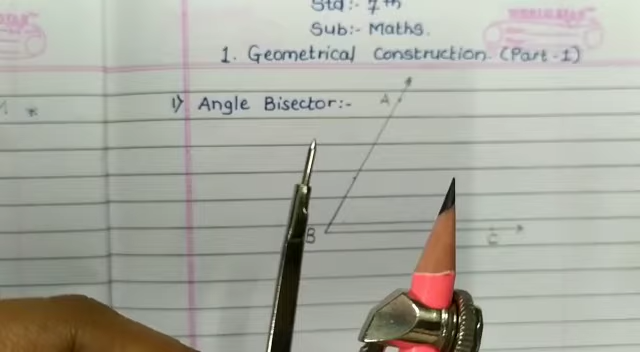 Std:- 7th
Sub:- Maths.
1. Geometrical Construction. (Part-1)
1) Angle Bisector:-
A
B
C